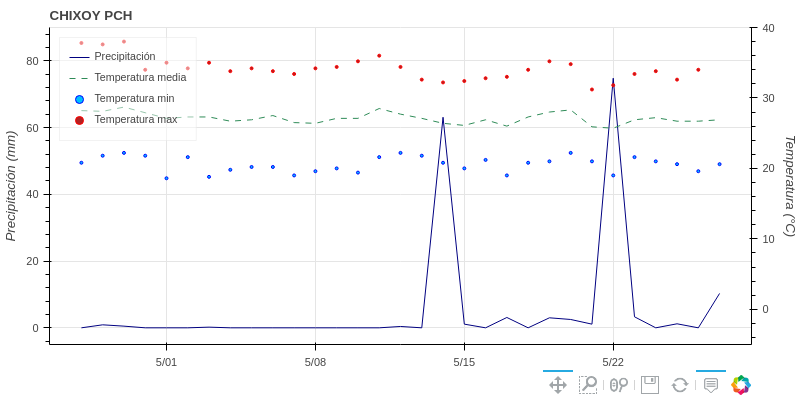 CHIXOY PCH
Precipitación
Temperatura media
Temperatura min
Temperatura max
80
60
40
20
0
Precipitación (mm)
40
30
20
10
0
Temperatura (°C)
5/01
5/08
5/15
5/22